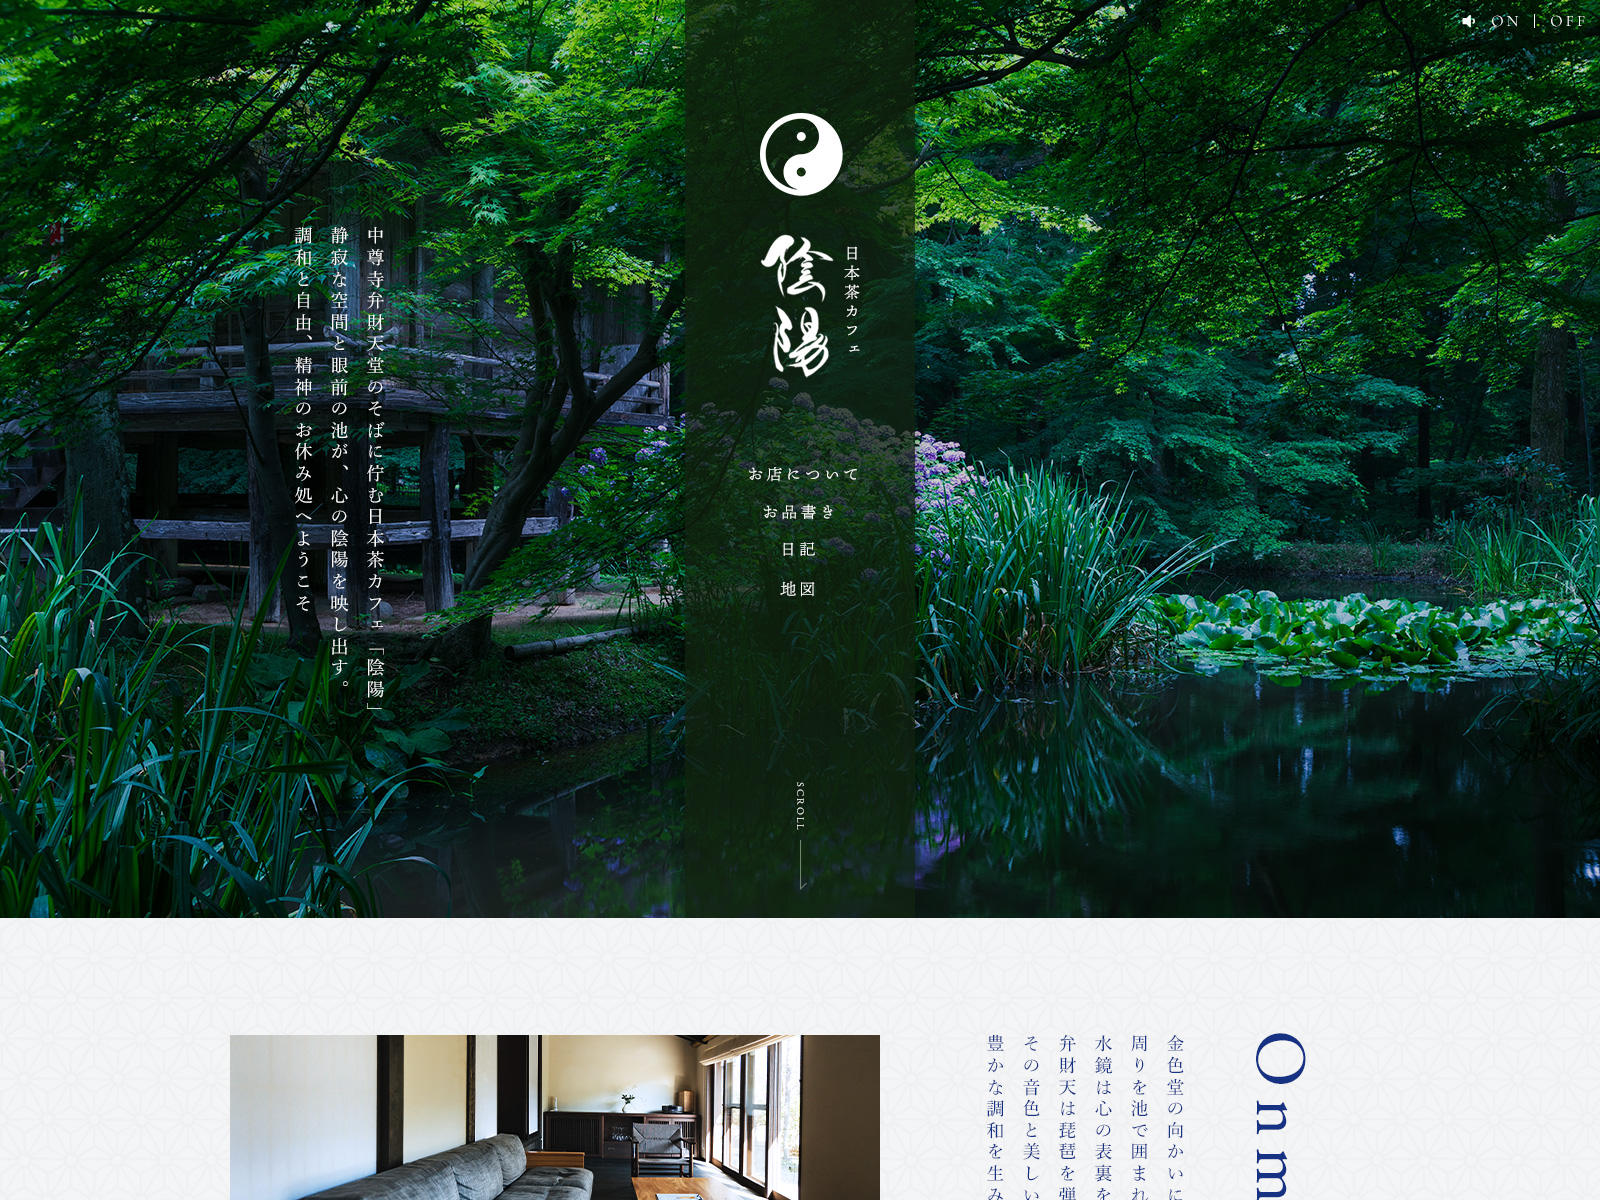 ON | OFF
日本茶カフェ
陰陽
お店について
お品書き
日記
地図
中尊寺弁財天堂のそばに佇む日本茶カフェ「陰陽」
静寂な空間と眼前の池が、心の陰陽を映し出す。
調和と自由、精神のお休み処へようこそ
SCROLL
Onm
金色堂の向かいに
周りを池で囲まれ
水鏡は心の表裏を
弁財天は琵琶を弾
その音色と美しい
豊かな調和を生み